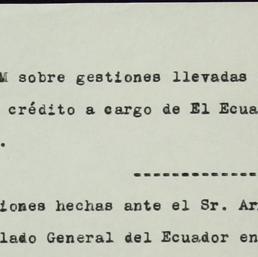 M sobre gestiones llevadas
crédito a cargo de El Ecua
.
--------------
iones hechas ante el Sr. Ar
lado General del Ecuador en